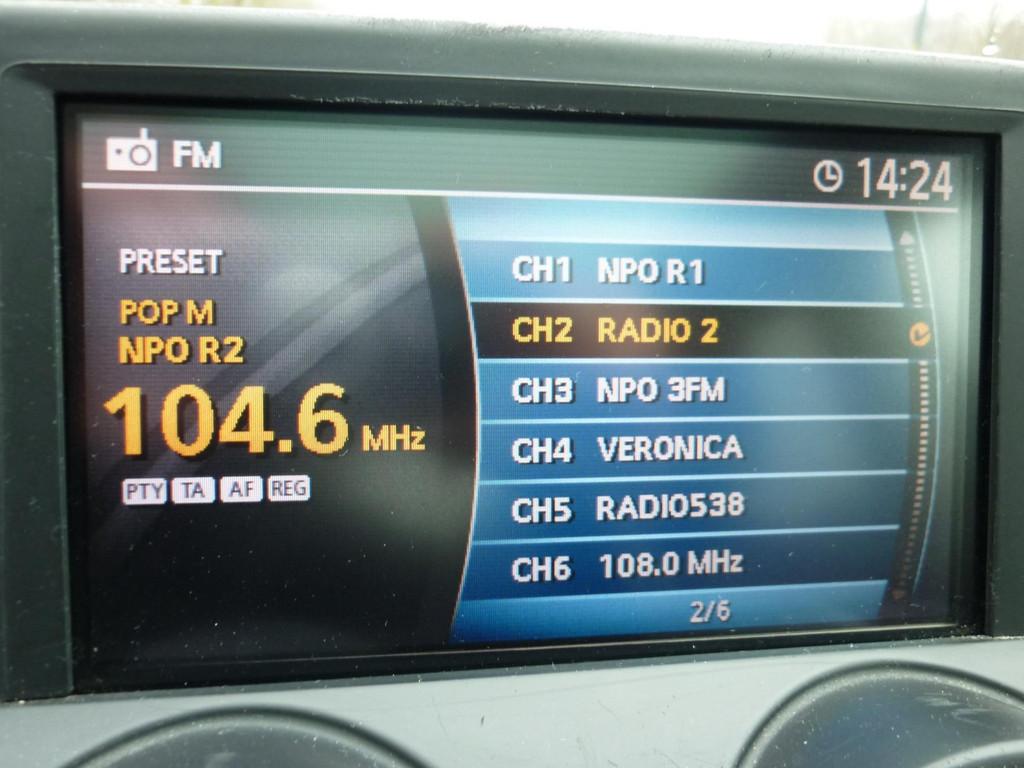 FM
14:24
PRESET
POP M
NPO R2
104.6 MHz
PTY TA AF REG
CH1 NPO R1
CH2 RADIO 2
CH3 NPO 3FM
CH4 VERONICA
CH5 RADIO538
CH6 108.0 MHz
2/6